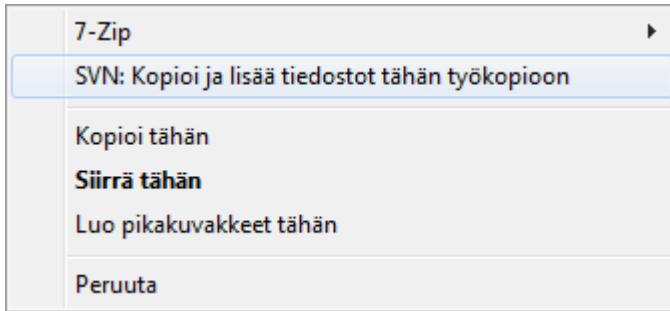 7-Zip
SVN: Kopioi ja lisää tiedostot tähän työkopioon
Kopioi tähän
Siirrä tähän
Luo pikakuvakkeet tähän
Peruuta